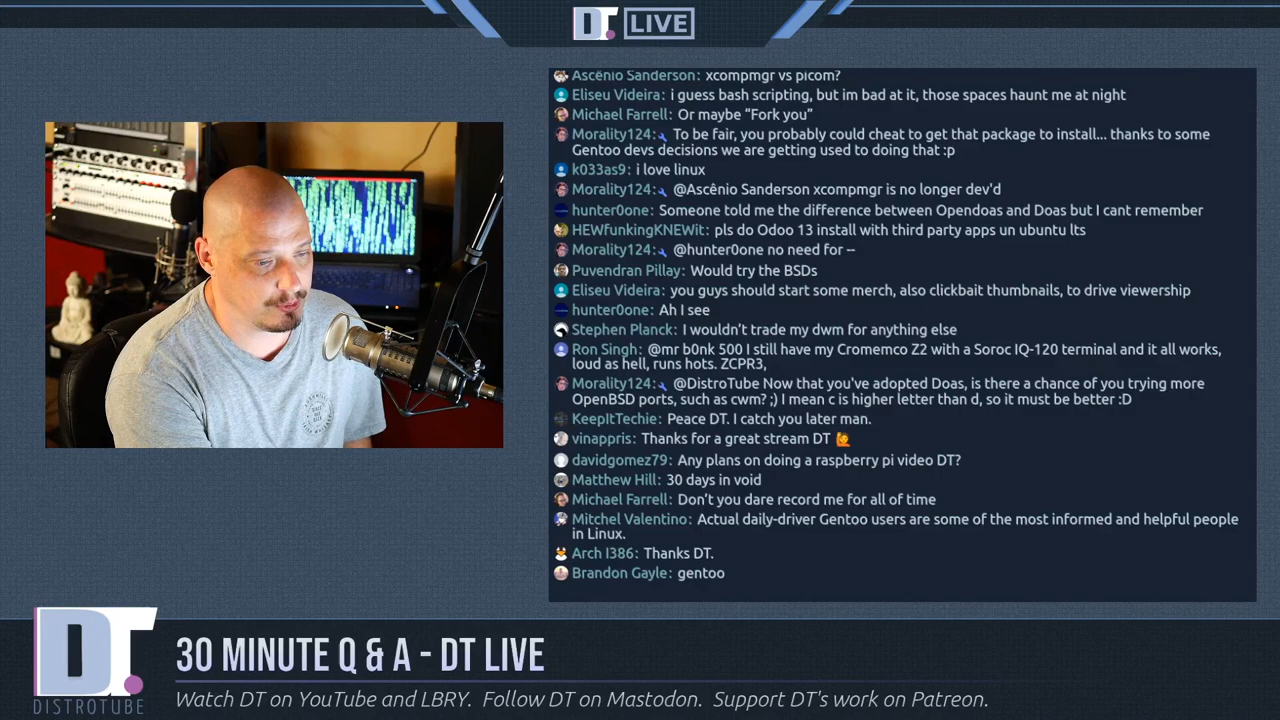 DT LIVE
Ascênio Sanderson: xcompmgr vs picom?
Eliseu Videira: i guess bash scripting, but im bad at it, those spaces haunt me at night
Michael Farrell: Or maybe “Fork you”
Morality124: To be fair, you probably could cheat to get that package to install... thanks to some
Gentoo devs decisions we are getting used to doing that :p
k033as9: i love linux
Morality124: @Ascênio Sanderson xcompmgr is no longer dev'd
hunter0one: Someone told me the difference between Opendoas and Doas but I cant remember
HEWfunkingKNEWit: pls do Odoo 13 install with third party apps un ubuntu lts
Morality124: @hunter0one no need for --
Puvendran Pillay: Would try the BSDs
Eliseu Videira: you guys should start some merch, also clickbait thumbnails, to drive viewership
hunter0one: Ah I see
Stephen Planck: I wouldn’t trade my dwm for anything else
Ron Singh: @mr b0nk 500 I still have my Cromemco Z2 with a Soroc IQ-120 terminal and it all works,
loud as hell, runs hots. ZCPR3,
Morality124: @DistroTube Now that you've adopted Doas, is there a chance of you trying more
OpenBSD ports, such as cwm? ;) I mean c is higher letter than d, so it must be better :D
KeepItTechie: Peace DT. I catch you later man.
vinappris: Thanks for a great stream DT 🙋
davidgomez79: Any plans on doing a raspberry pi video DT?
Matthew Hill: 30 days in void
Michael Farrell: Don’t you dare record me for all of time
Mitchel Valentino: Actual daily-driver Gentoo users are some of the most informed and helpful people
in Linux.
Arch I386: Thanks DT.
Brandon Gayle: gentoo
DT
DISTROTUBE
30 MINUTE Q & A - DT LIVE
Watch DT on YouTube and LBRY. Follow DT on Mastodon. Support DT's work on Patreon.